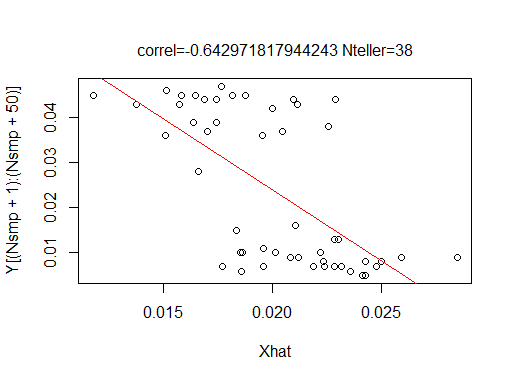 correl=-0.642971817944243 Nteller=38
Y[(Nsmp + 1):(Nsmp + 50)]
0.04
0.03
0.02
0.01
0.015 0.020 0.025
Xhat